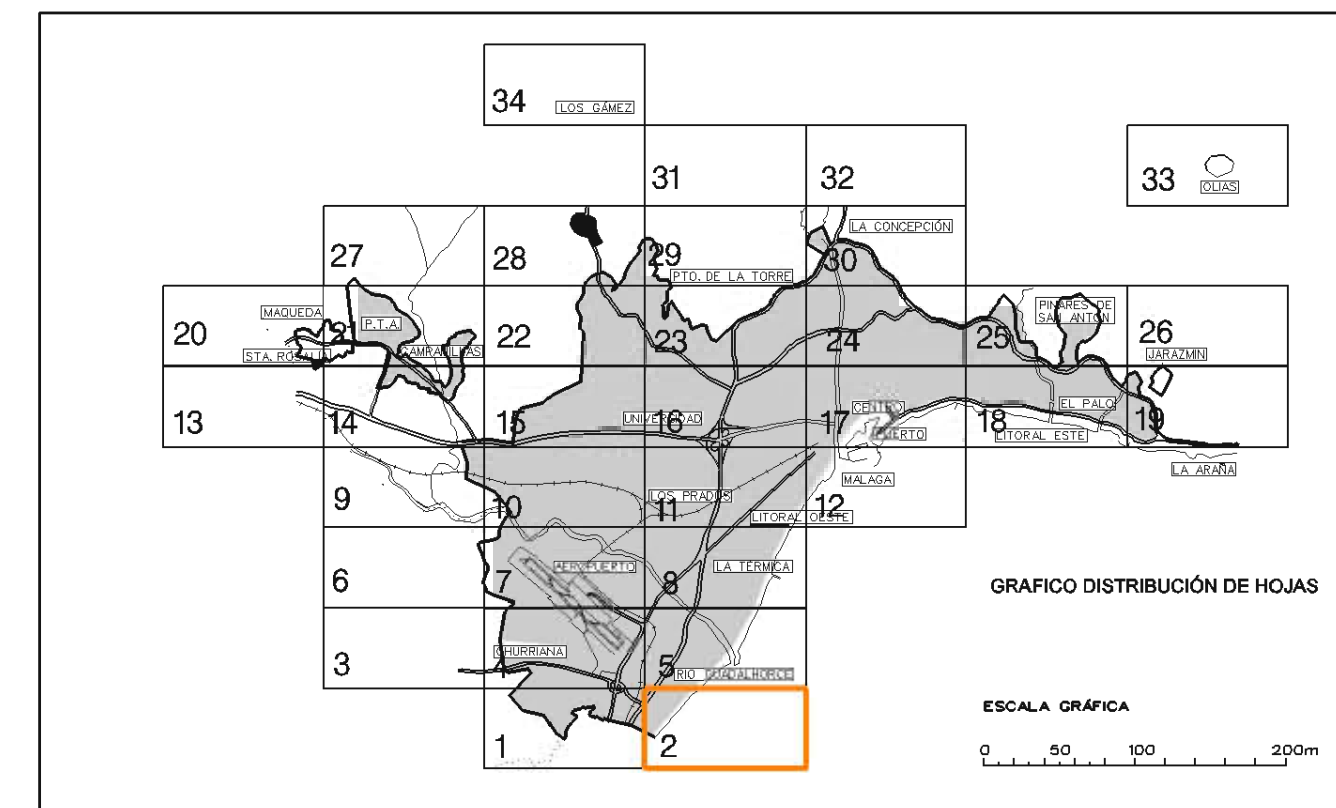 34 LOS GÁMEZ
31
32
33 OLIAS
LA CONCEPCIÓN
27
28
29
30
PTO. DE LA TORRE
MAQUEDA
P.T.A.
PINARES DE
SAN ANTON
20
STA. ROSALIA
22
23
24
25
26
JARAZMIN
13
14
15
UNIVERSIDAD
16
17
CENTRO
PUERTO
18
EL PALO
LITORAL ESTE
19
LA ARAÑA
MALAGA
9
10
LOS PRADOS
11
LITORAL OESTE
12
6
7
AEROPUERTO
8
LA TERMICA
GRAFICO DISTRIBUCIÓN DE HOJAS
3
CHURRIANA
5
RIO GUADALHORCE
ESCALA GRÁFICA
1
2
0 50 100 200m